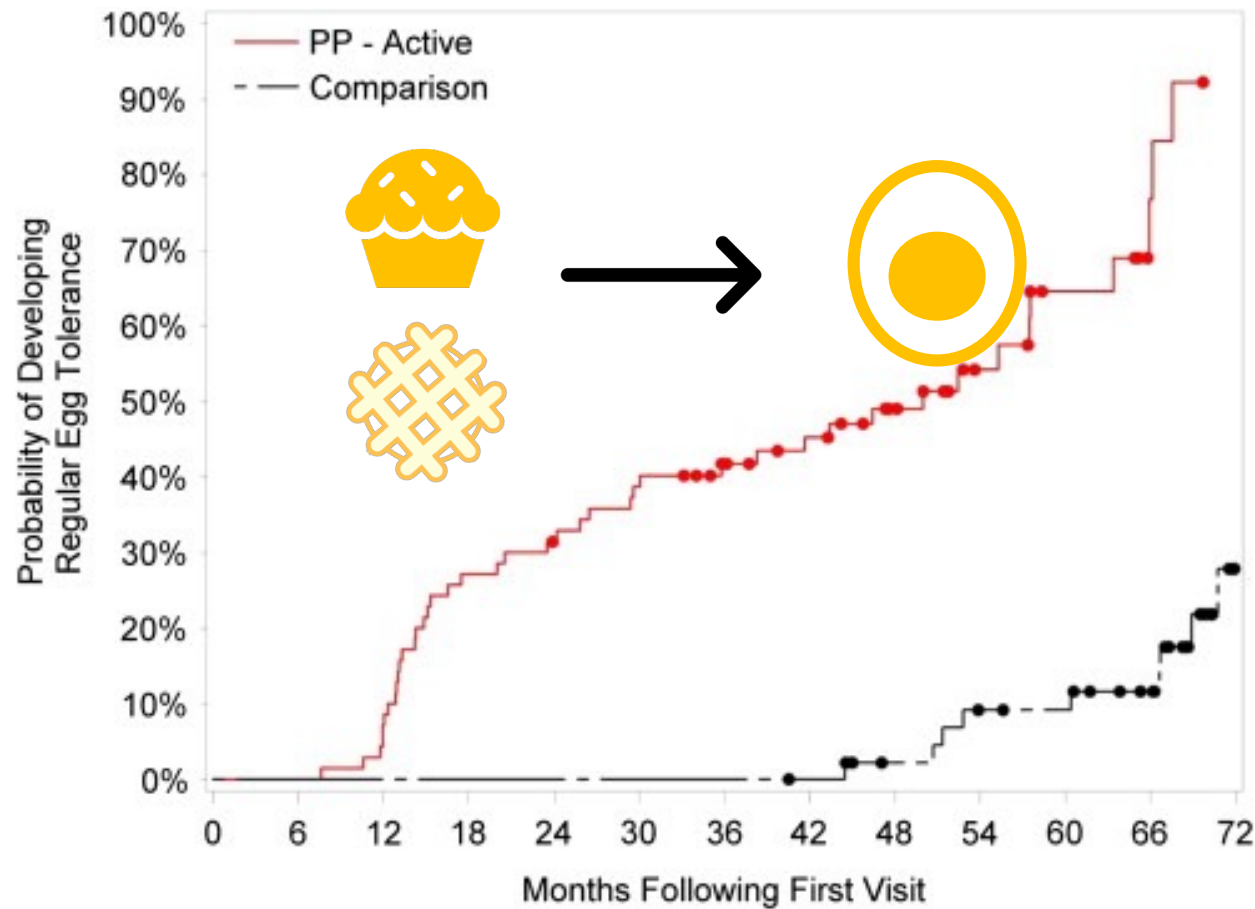 100%
90%
80%
70%
60%
50%
40%
30%
20%
10%
0%
Probability of Developing
Regular Egg Tolerance
PP - Active
Comparison
0 6 12 18 24 30 36 42 48 54 60 66 72
Months Following First Visit